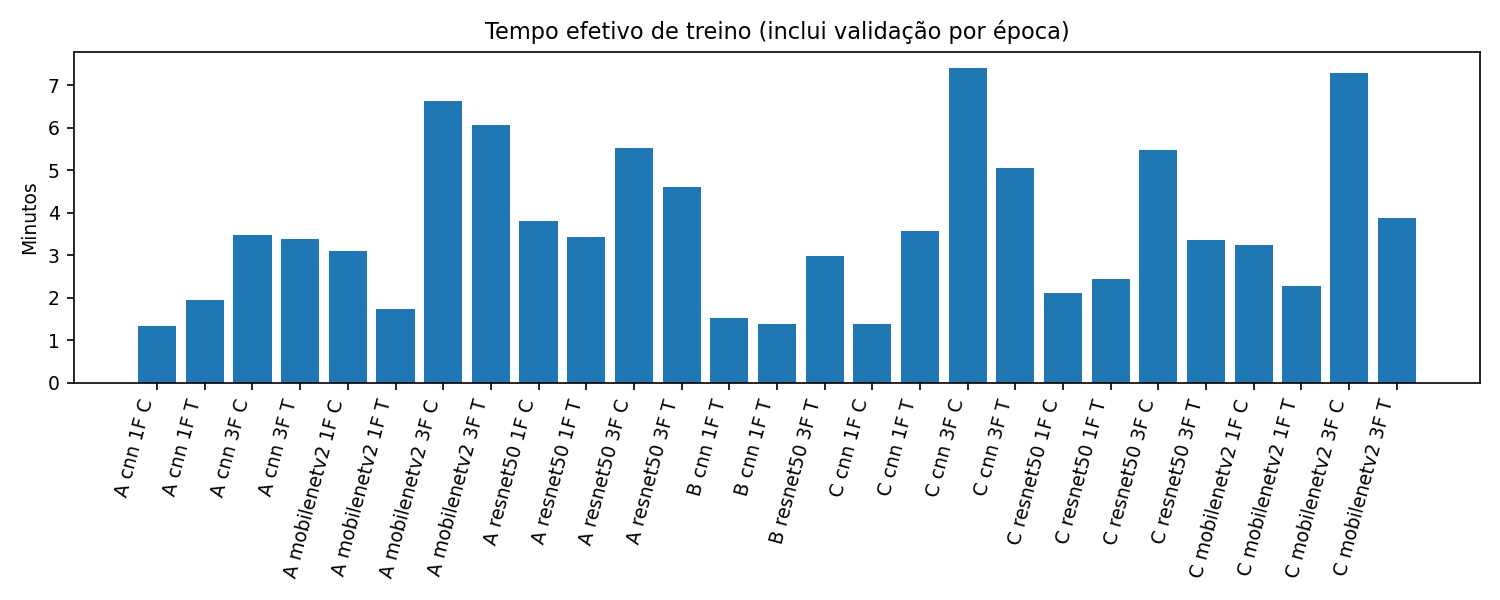 Tempo efetivo de treino (inclui validação por época)
Minutos
7
6
5
4
3
2
1
0
A cnn 1F C
A cnn 1F T
A cnn 3F C
A cnn 3F T
A mobilenetv2 1F C
A mobilenetv2 1F T
A mobilenetv2 3F C
A mobilenetv2 3F T
A resnet50 1F C
A resnet50 1F T
A resnet50 3F C
A resnet50 3F T
B cnn 1F T
B cnn 1F T
B resnet50 3F T
C cnn 1F C
C cnn 1F T
C cnn 3F C
C cnn 3F T
C resnet50 1F C
C resnet50 1F T
C resnet50 3F C
C resnet50 3F T
C mobilenetv2 1F C
C mobilenetv2 1F T
C mobilenetv2 3F C
C mobilenetv2 3F T